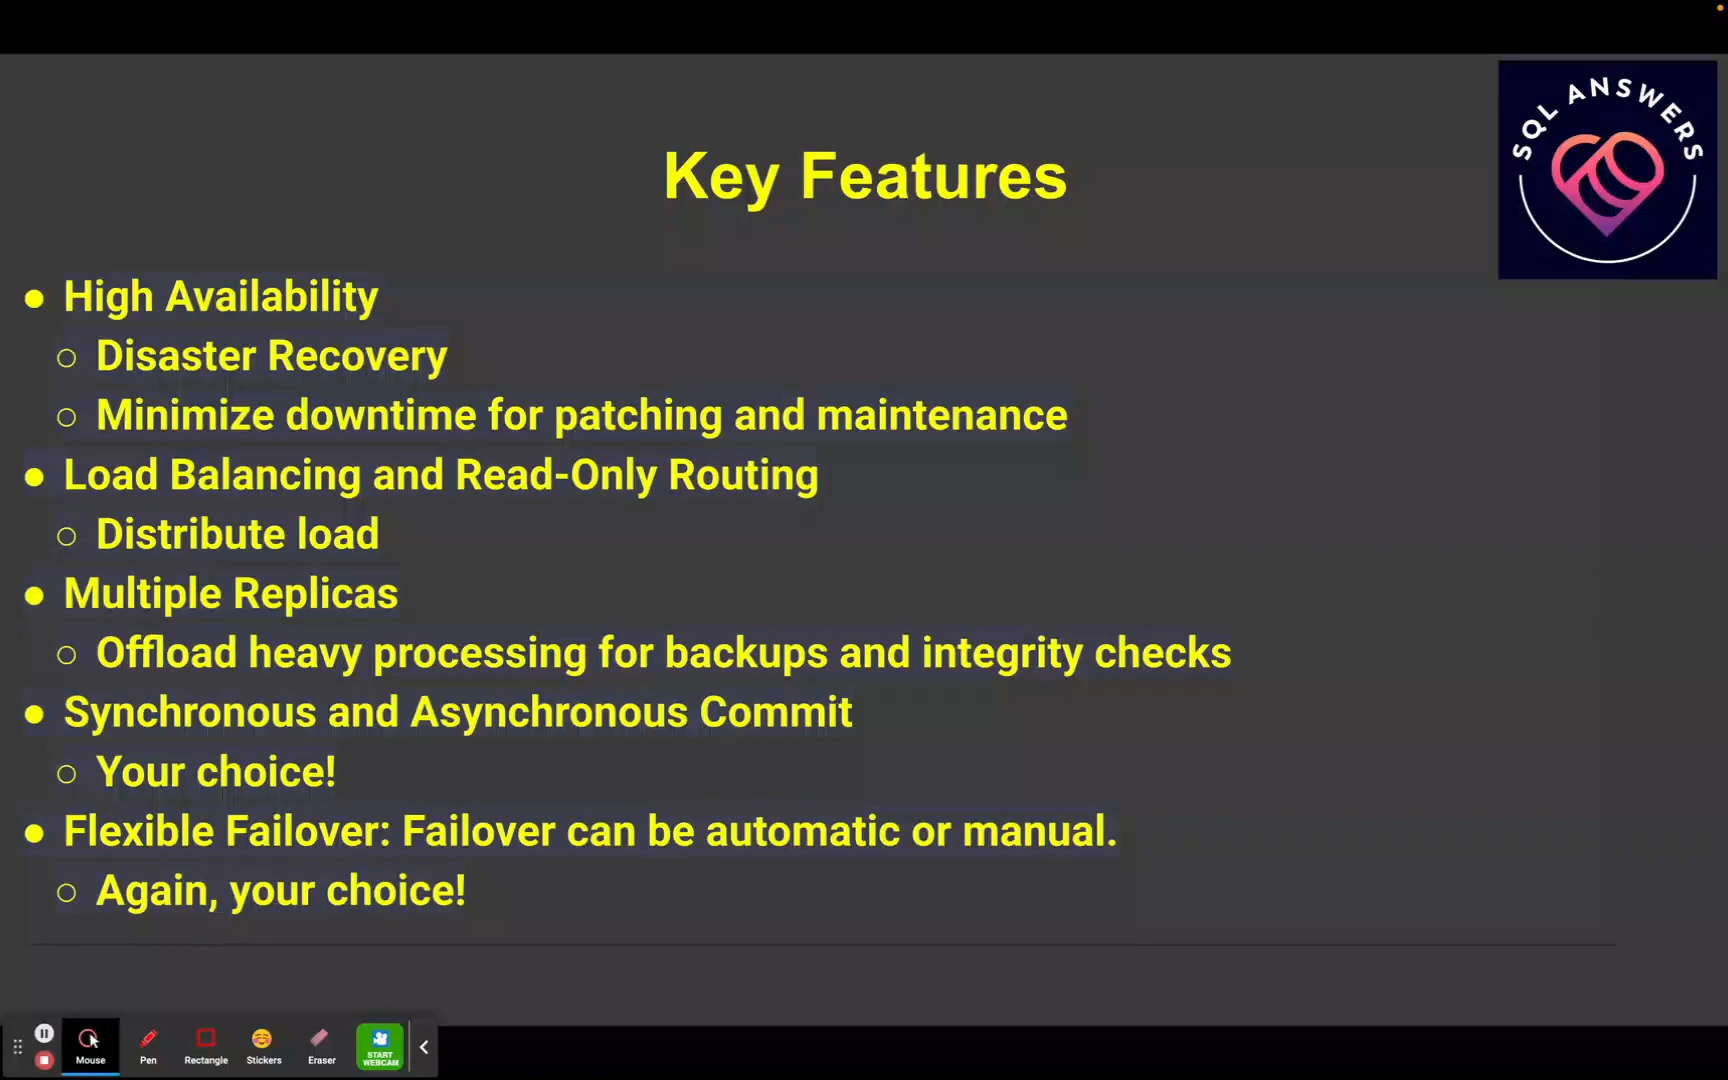 SQL ANSWERS
Key Features
● High Availability
○ Disaster Recovery
○ Minimize downtime for patching and maintenance
● Load Balancing and Read-Only Routing
○ Distribute load
● Multiple Replicas
○ Offload heavy processing for backups and integrity checks
● Synchronous and Asynchronous Commit
○ Your choice!
● Flexible Failover: Failover can be automatic or manual.
○ Again, your choice!
Mouse
Pen
Rectangle
Stickers
Eraser
START
WEBCAM